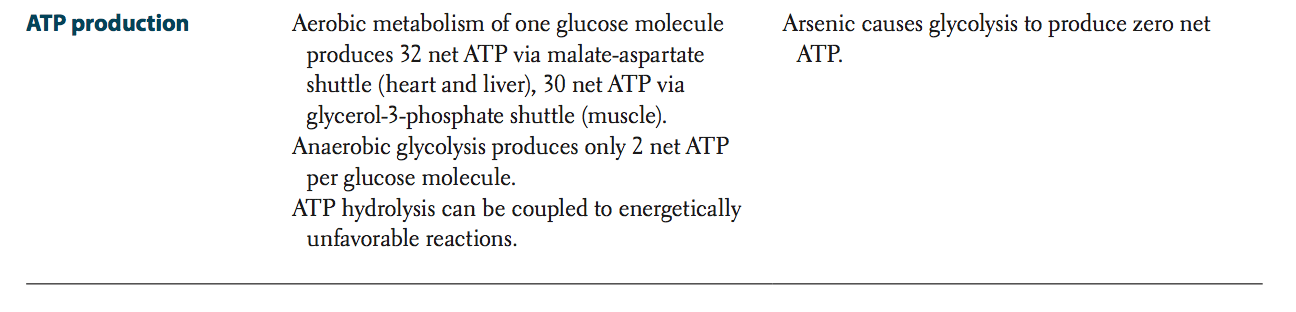 ATP production
Aerobic metabolism of one glucose molecule
produces 32 net ATP via malate-aspartate
shuttle (heart and liver), 30 net ATP via
glycerol-3-phosphate shuttle (muscle).
Anaerobic glycolysis produces only 2 net ATP
per glucose molecule.
ATP hydrolysis can be coupled to energetically
unfavorable reactions.
Arsenic causes glycolysis to produce zero net
ATP.